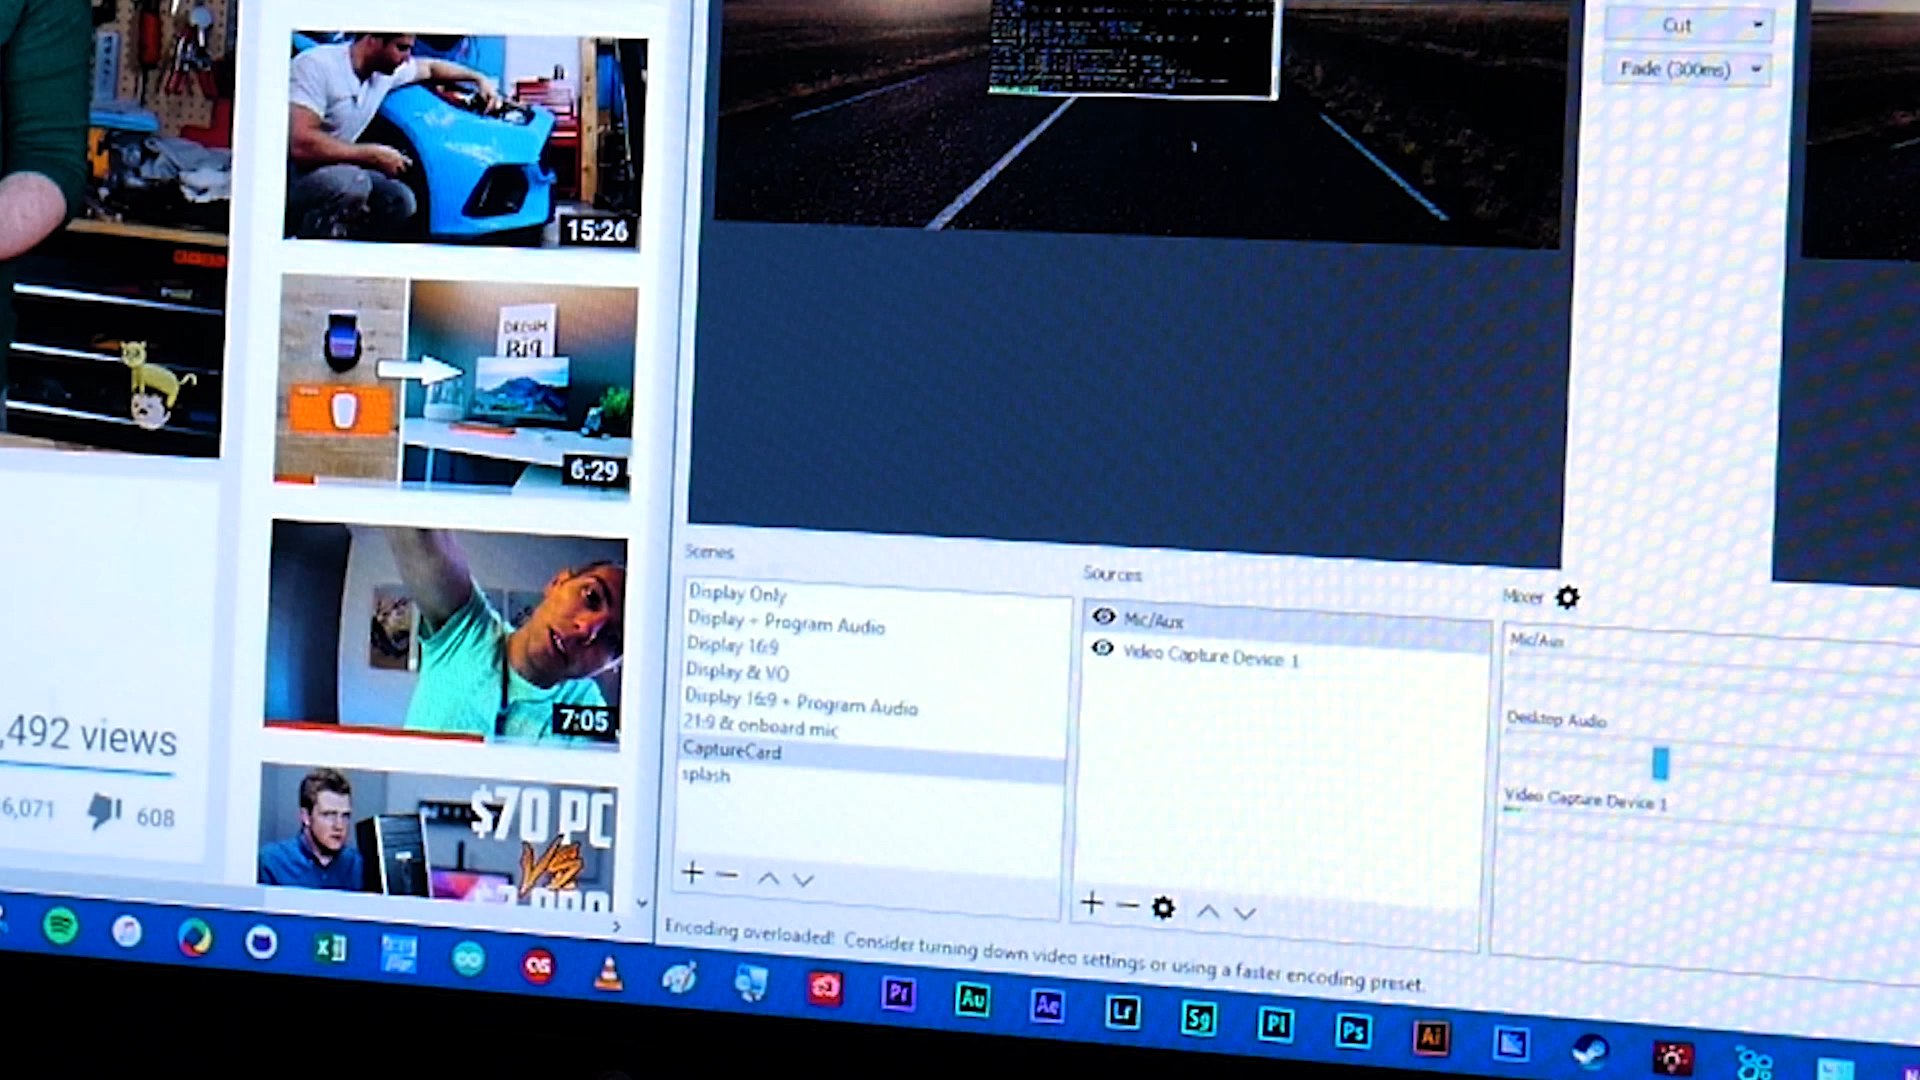 Cut
Fade (300ms)
15:26
DREAM
BIG
6:29
7:05
,492 views
6,071
608
$70 PC
VS
Scenes
Display Only
Display + Program Audio
Display 16:9
Display & VO
Display 16:9 + Program Audio
21:9 & onboard mic
CaptureCard
splash
Sources
Mic/Aux
Video Capture Device 1
Mixer
Mic/Aux
Desktop Audio
Video Capture Device 1
Encoding overloaded! Consider turning down video settings or using a faster encoding preset.
Pr
Au
Ae
Lr
Sg
Pl
Ps
Ai